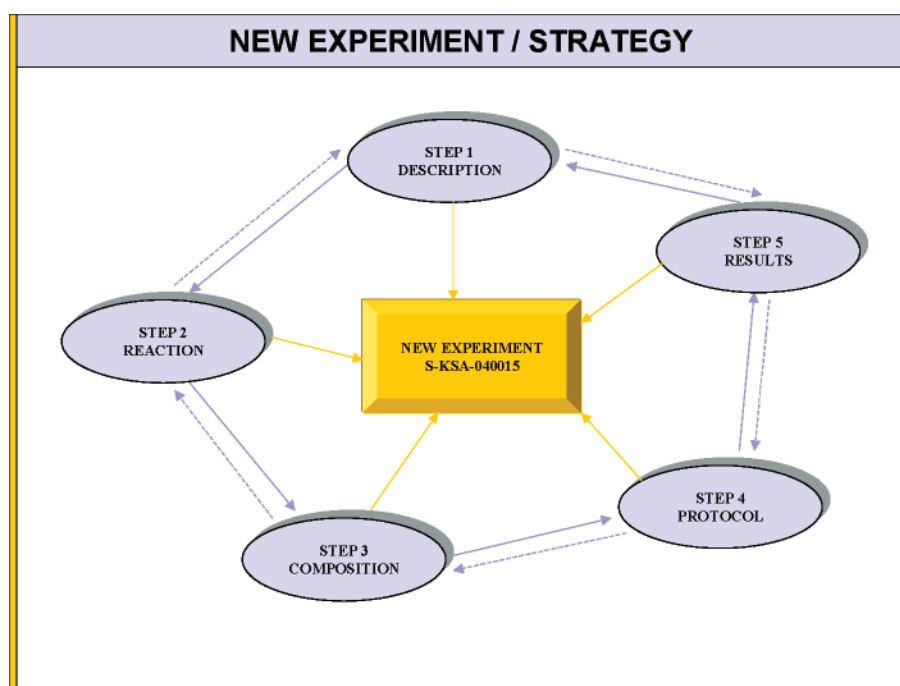 NEW EXPERIMENT / STRATEGY
STEP 1
DESCRIPTION
STEP 5
RESULTS
STEP 2
REACTION
NEW EXPERIMENT
S-KSA-040015
STEP 4
PROTOCOL
STEP 3
COMPOSITION